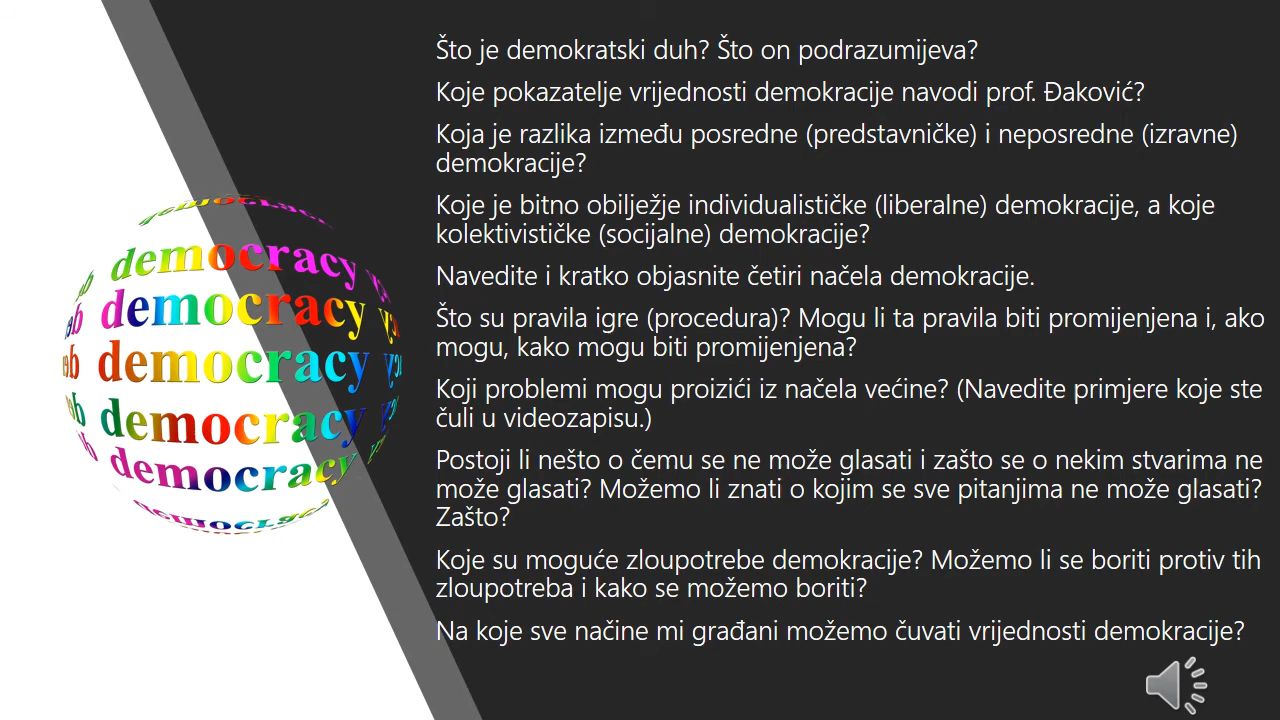 Što je demokratski duh? Što on podrazumijeva?
Koje pokazatelje vrijednosti demokracije navodi prof. Đaković?
Koja je razlika između posredne (predstavničke) i neposredne (izravne)
demokracije?
Koje je bitno obilježje individualističke (liberalne) demokracije, a koje
kolektivističke (socijalne) demokracije?
Navedite i kratko objasnite četiri načela demokracije.
Što su pravila igre (procedura)? Mogu li ta pravila biti promijenjena i, ako
mogu, kako mogu biti promijenjena?
Koji problemi mogu proizići iz načela većine? (Navedite primjere koje ste
čuli u videozapisu.)
Postoji li nešto o čemu se ne može glasati i zašto se o nekim stvarima ne
može glasati? Možemo li znati o kojim se sve pitanjima ne može glasati?
Zašto?
Koje su moguće zloupotrebe demokracije? Možemo li se boriti protiv tih
zloupotreba i kako se možemo boriti?
Na koje sve načine mi građani možemo čuvati vrijednosti demokracije?
democracy
democracy
democracy
democracy
democracy
democracy
democracy